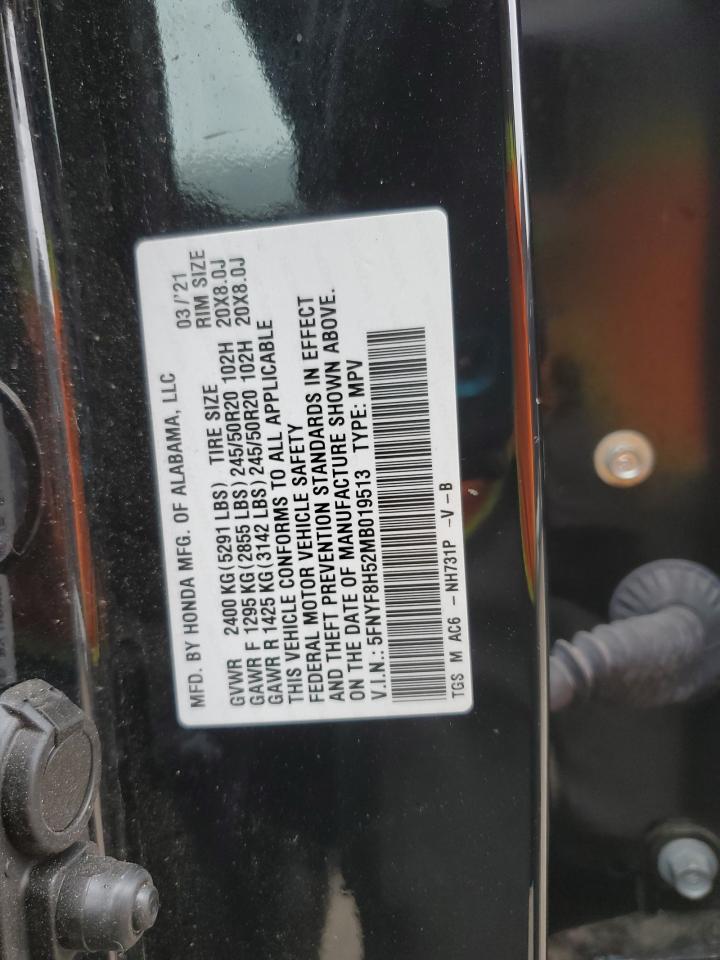 MFD. BY HONDA MFG. OF ALABAMA, LLC 03/'21
RIM SIZE
GVWR 2400 KG (5291 LBS) TIRE SIZE
GAWR F 1295 KG (2855 LBS) 245/50R20 102H 20X8.0J
GAWR R 1425 KG (3142 LBS) 245/50R20 102H 20X8.0J
THIS VEHICLE CONFORMS TO ALL APPLICABLE
FEDERAL MOTOR VEHICLE SAFETY
AND THEFT PREVENTION STANDARDS IN EFFECT
ON THE DATE OF MANUFACTURE SHOWN ABOVE.
V.I.N.: 5FNYF8H52MB019513 TYPE: MPV
TGS M AC6 -NH731P -V-B